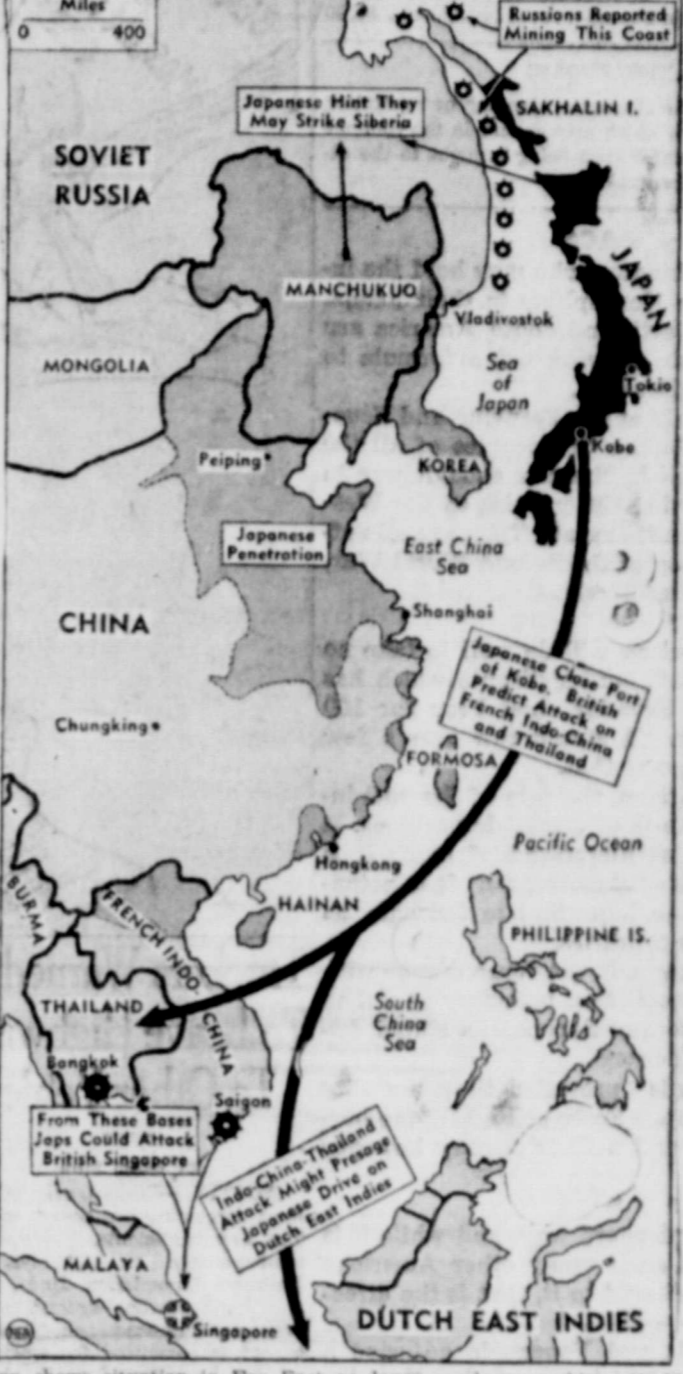 Miles
0 400
Russians Reported
Mining This Coast
Japanese Hint They
May Strike Siberia
SAKHALIN I.
SOVIET
RUSSIA
JAPAN
MANCHUKUO
Vladivostok
MONGOLIA
Sea
of
Japan
Tokio
Kobe
Peiping
KOREA
Japanese
Penetration
East China
Sea
CHINA
Shanghai
Japanese Close Port
of Kobe. British
Predict Attack on
French Indo-China
and Thailand
Chungking
FORMOSA
Pacific Ocean
Hongkong
BURMA
FRENCH INDO CHINA
HAINAN
PHILIPPINE IS.
THAILAND
South
China
Sea
Bangkok
Saigon
From These Bases
Japs Could Attack
British Singapore
Indo-China-Thailand
Attack Might Presage
Japanese Drive on
Dutch East Indies
MALAYA
Singapore
DUTCH EAST INDIES
NEA